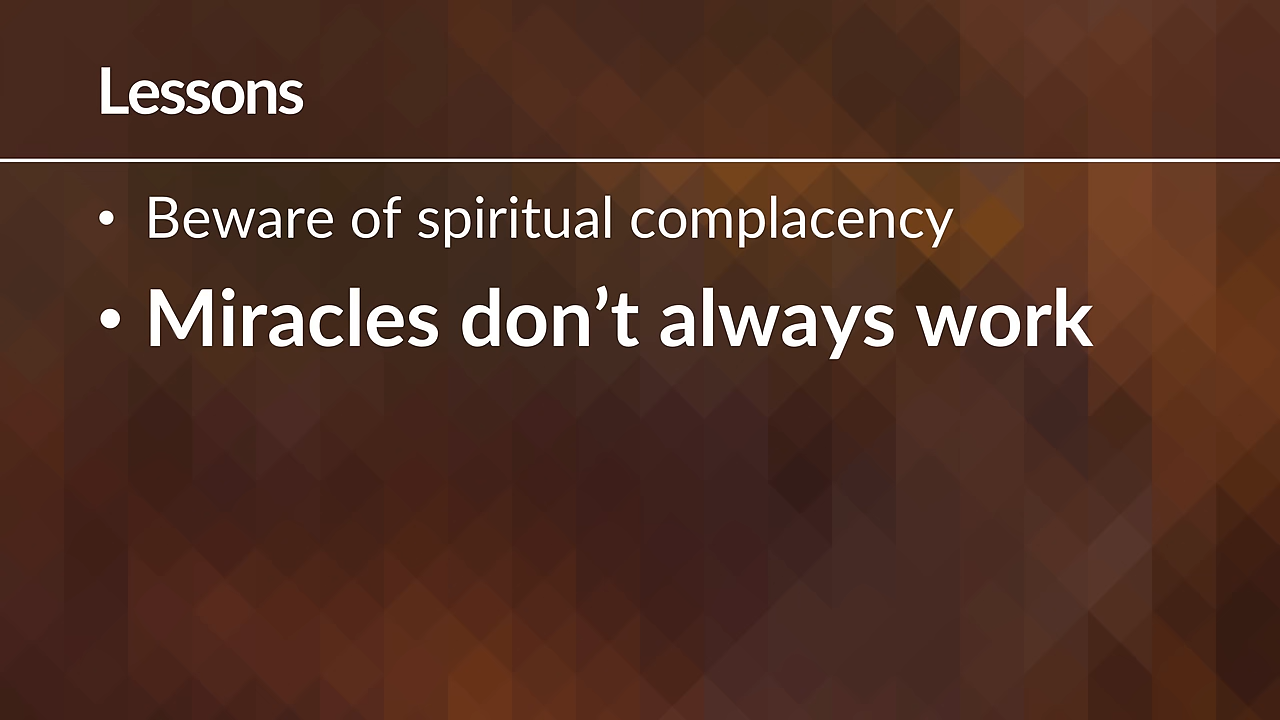 Lessons
• Beware of spiritual complacency
• Miracles don’t always work